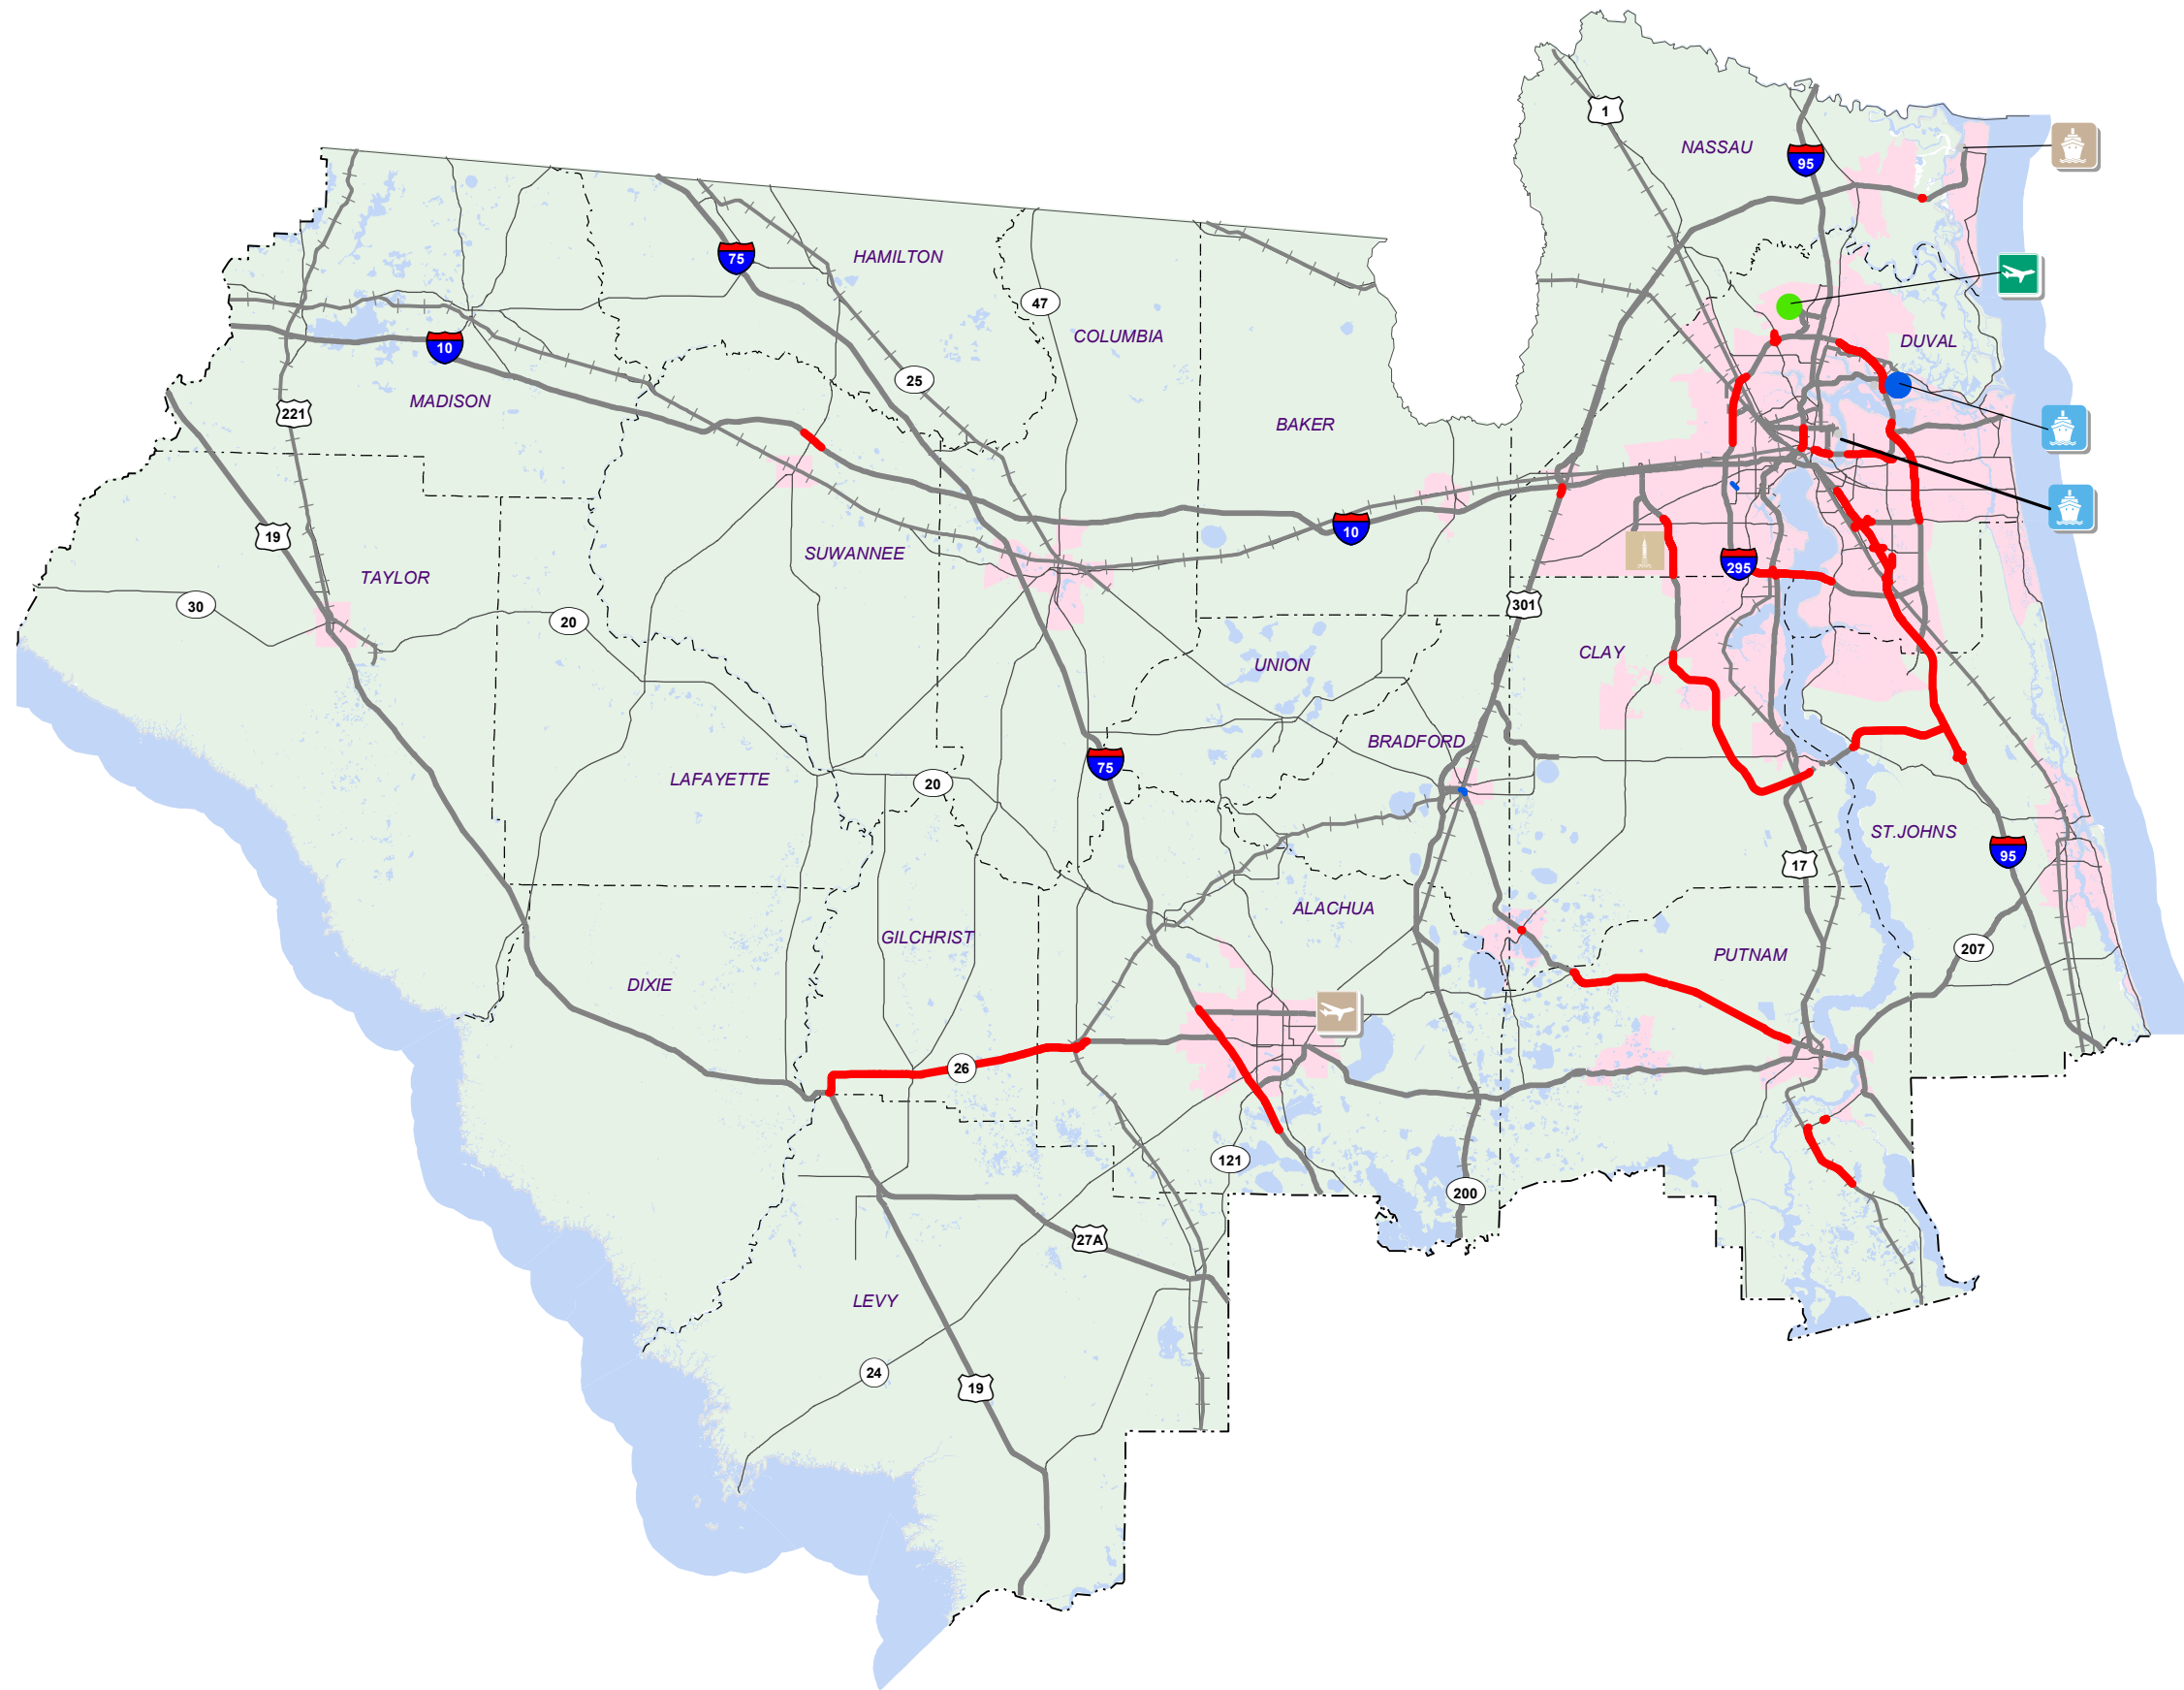 1
NASSAU
95
75
HAMILTON
47
COLUMBIA
DUVAL
10
25
221
MADISON
BAKER
19
10
SUWANNEE
295
TAYLOR
30
20
301
UNION
CLAY
BRADFORD
75
LAFAYETTE
20
ST.JOHNS
95
17
ALACHUA
GILCHRIST
207
PUTNAM
DIXIE
26
121
200
27A
LEVY
24
19